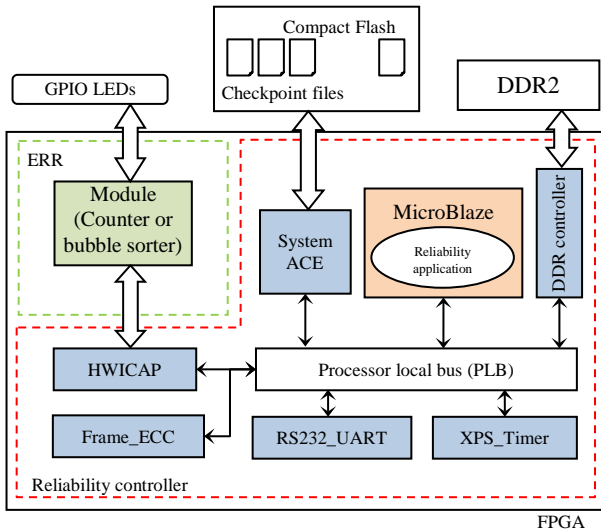 Compact Flash
Checkpoint files
GPIO LEDs
DDR2
ERR
Module
(Counter or
bubble sorter)
System
ACE
MicroBlaze
Reliability
application
DDR controller
HWICAP
Processor local bus (PLB)
Frame_ECC
RS232_UART
XPS_Timer
Reliability controller
FPGA